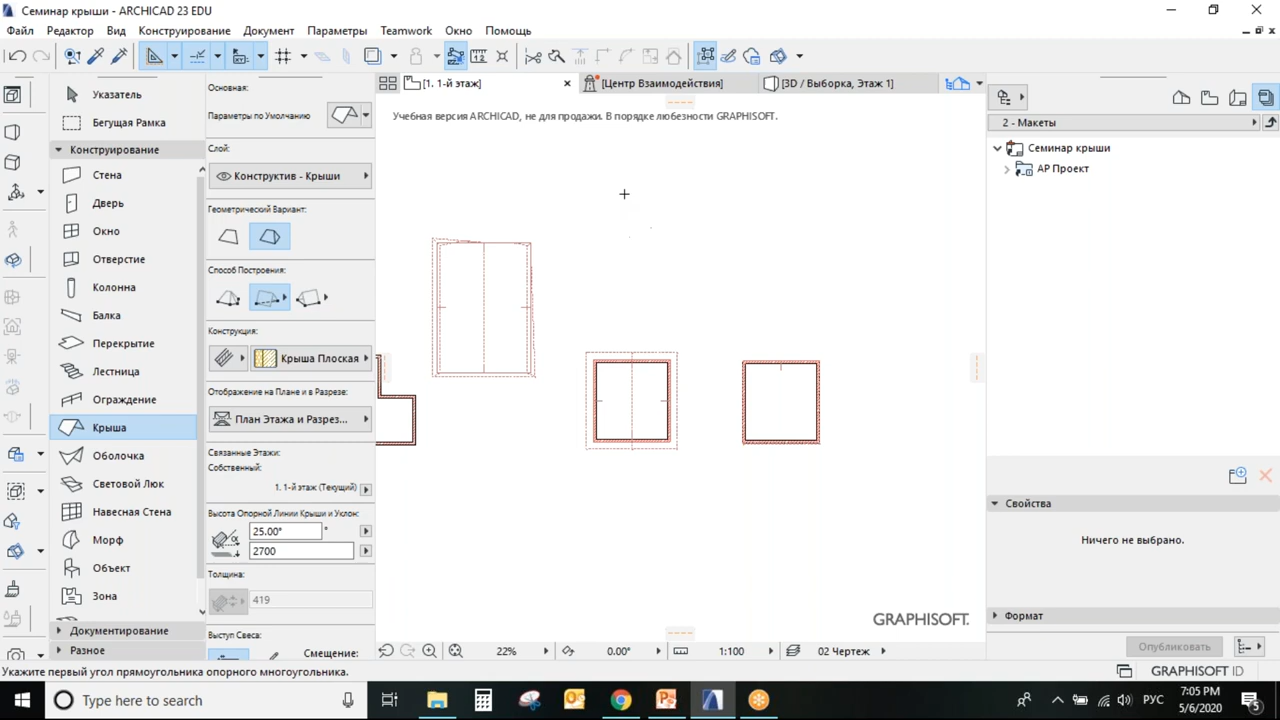 Семинар крыши - ARCHICAD 23 EDU
Файл Редактор Вид Конструирование Документ Параметры Teamwork Окно Помощь
Указатель
Бегущая Рамка
Конструирование
Стена
Дверь
Окно
Отверстие
Колонна
Балка
Перекрытие
Лестница
Ограждение
Крыша
Оболочка
Световой Люк
Навесная Стена
Морф
Объект
Зона
Документирование
Разное
Основная:
Параметры по Умолчанию
Слой:
Конструктив - Крыши
Геометрический Вариант:
Способ Построения:
Конструкция:
Крыша Плоская
Отображение на Плане и в Разрезе:
План Этажа и Разрез...
Связанные Этажи:
Собственный:
1. 1-й этаж (Текущий)
Высота Опорной Линии Крыши и Уклон:
25.00° °
2700
Толщина:
419
Выступ Свеса:
Смещение:
[1. 1-й этаж] [Центр Взаимодействия] [3D / Выборка, Этаж 1]
Учебная версия ARCHICAD, не для продажи. В порядке любезности GRAPHISOFT.
GRAPHISOFT.
22% 0.00° 1:100 02 Чертеж
2 - Макеты
Семинар крыши
АР Проект
Свойства
Ничего не выбрано.
Формат
Опубликовать
Укажите первый угол прямоугольника опорного многоугольника.
GRAPHISOFT ID
Type here to search
РУС
7:05 PM
5/6/2020
5